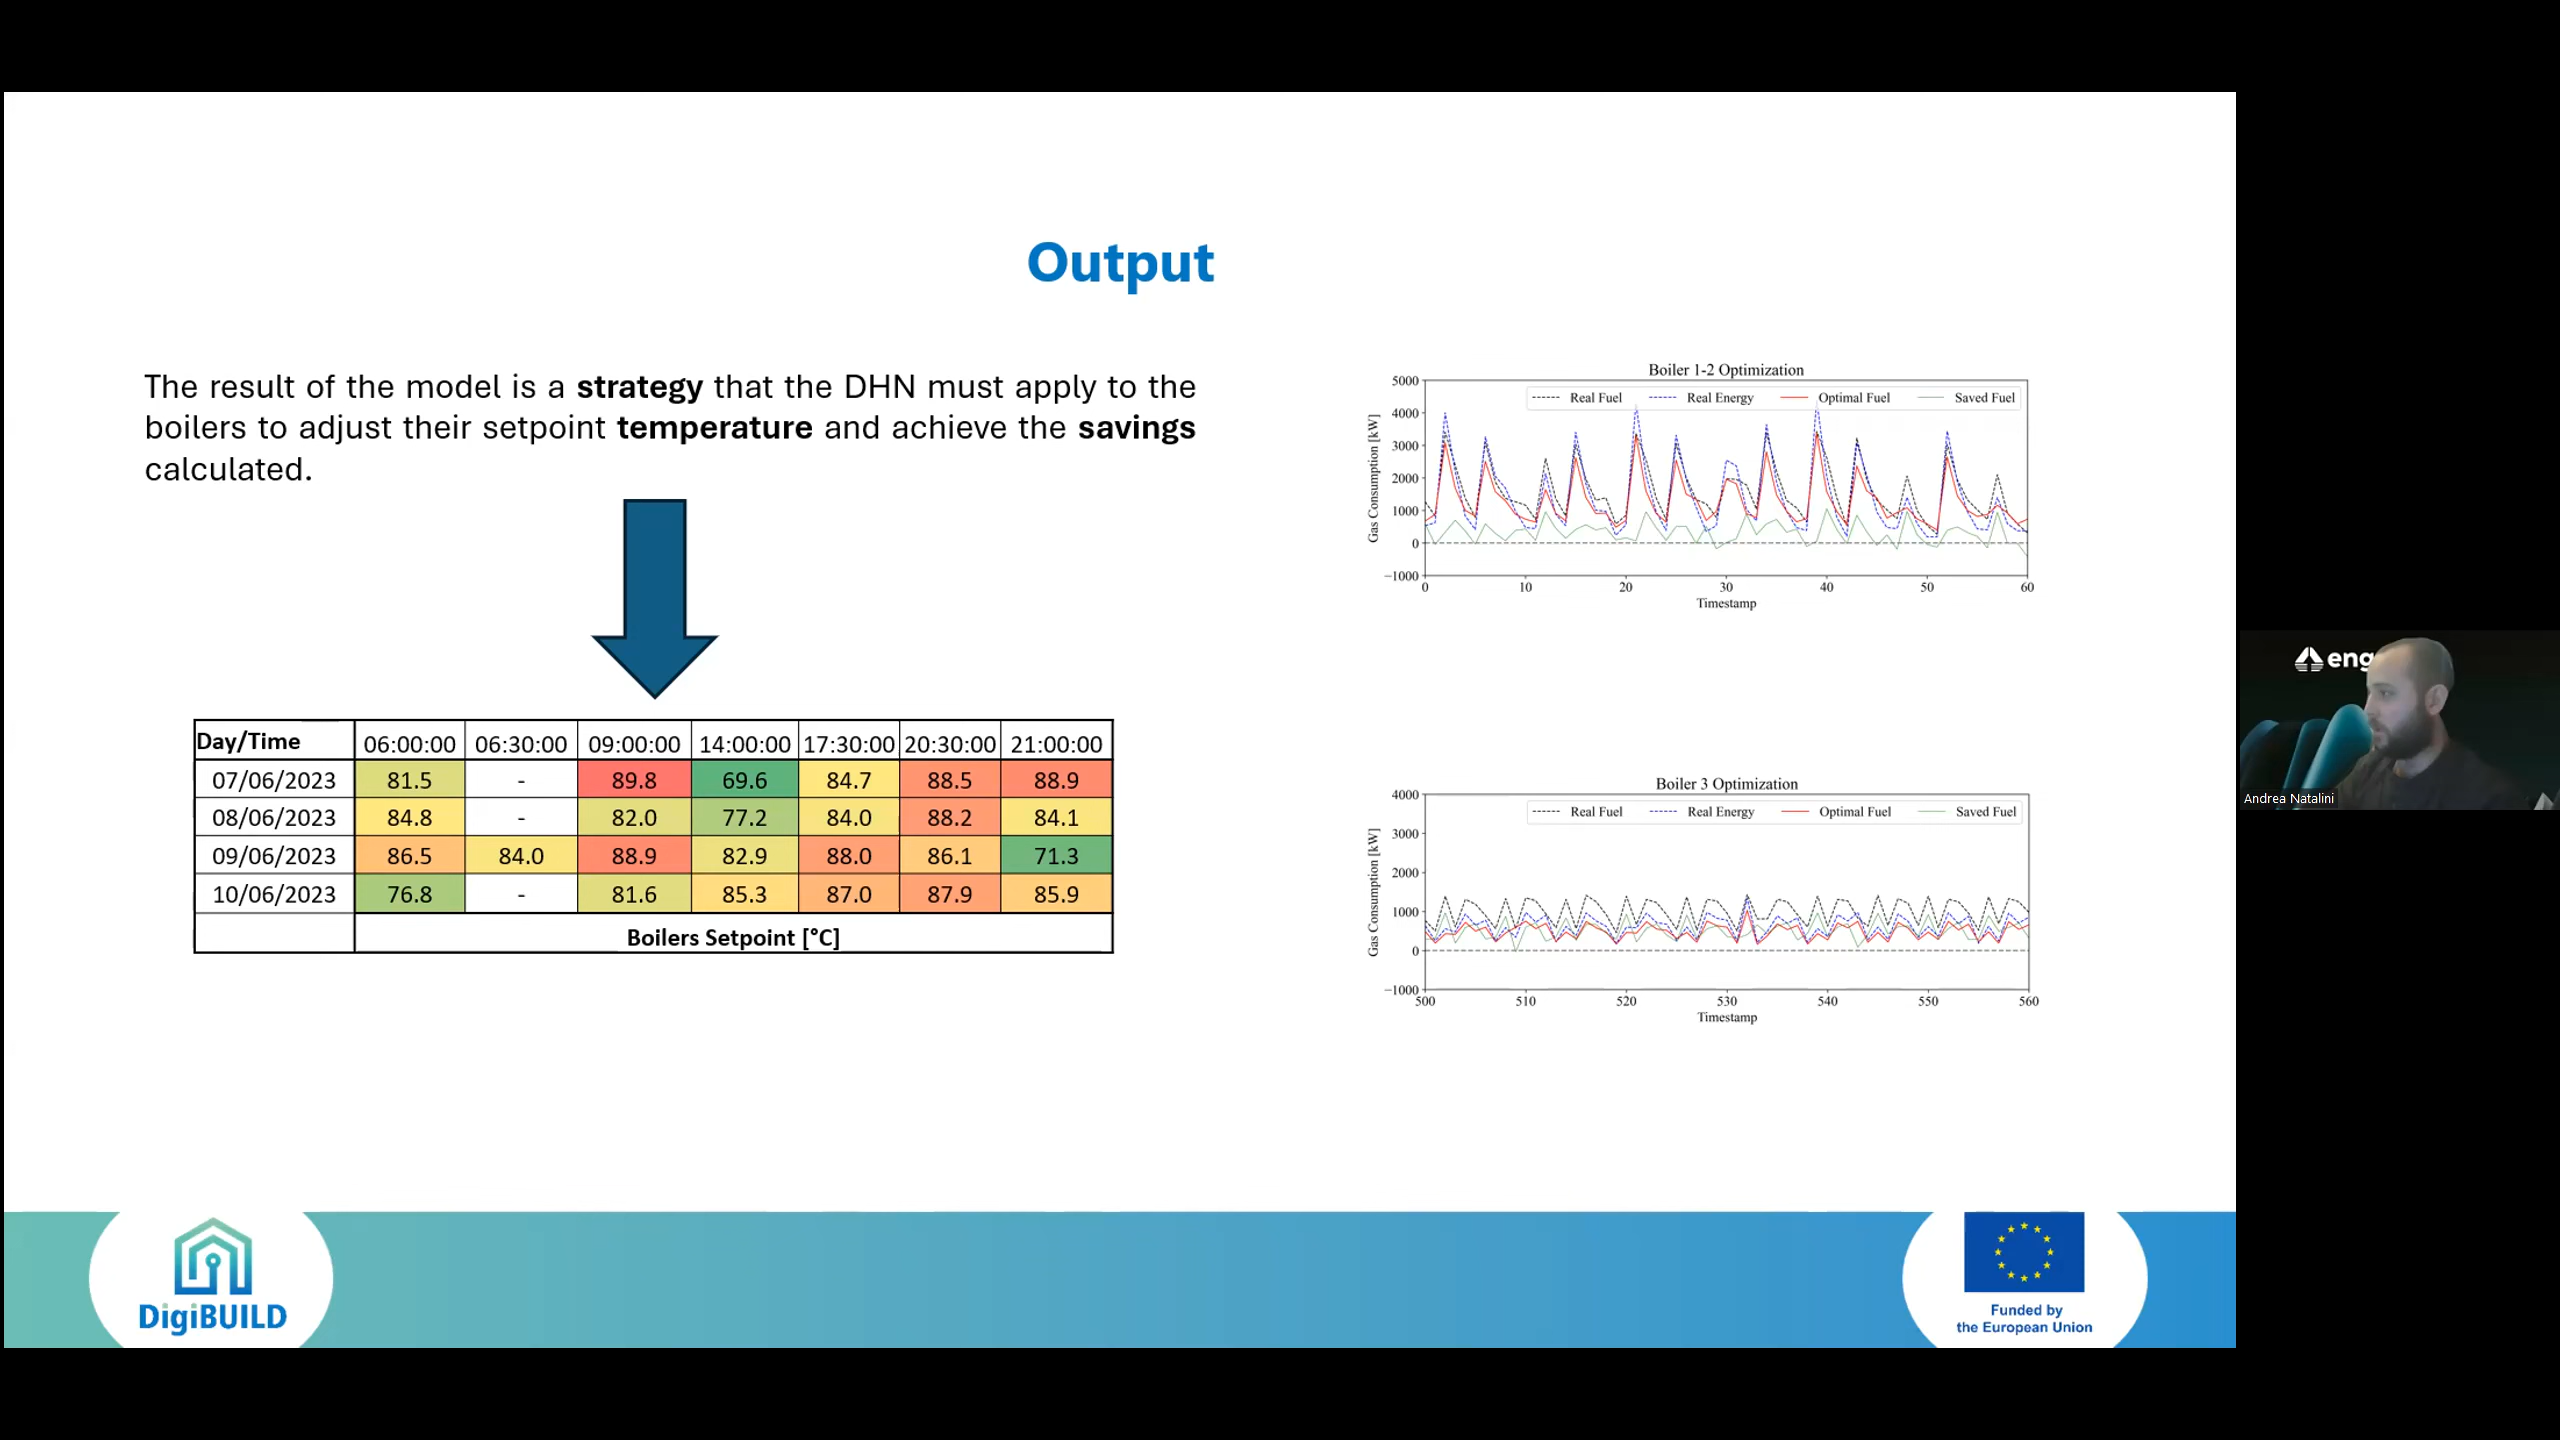 Output
The result of the model is a strategy that the DHN must apply to the
boilers to adjust their setpoint temperature and achieve the savings
calculated.
Day/Time 06:00:00 06:30:00 09:00:00 14:00:00 17:30:00 20:30:00 21:00:00
07/06/2023 81.5 - 89.8 69.6 84.7 88.5 88.9
08/06/2023 84.8 - 82.0 77.2 84.0 88.2 84.1
09/06/2023 86.5 84.0 88.9 82.9 88.0 86.1 71.3
10/06/2023 76.8 - 81.6 85.3 87.0 87.9 85.9
Boilers Setpoint [°C]
Boiler 1-2 Optimization
Real Fuel Real Energy Optimal Fuel Saved Fuel
Gas Consumption [kW]
5000
4000
3000
2000
1000
0
−1000
0 10 20 30 40 50 60
Timestamp
Boiler 3 Optimization
Real Fuel Real Energy Optimal Fuel Saved Fuel
Gas Consumption [kW]
4000
3000
2000
1000
0
−1000
500 510 520 530 540 550 560
Timestamp
eng
Andrea Natalini
DigiBUILD
Funded by
the European Union